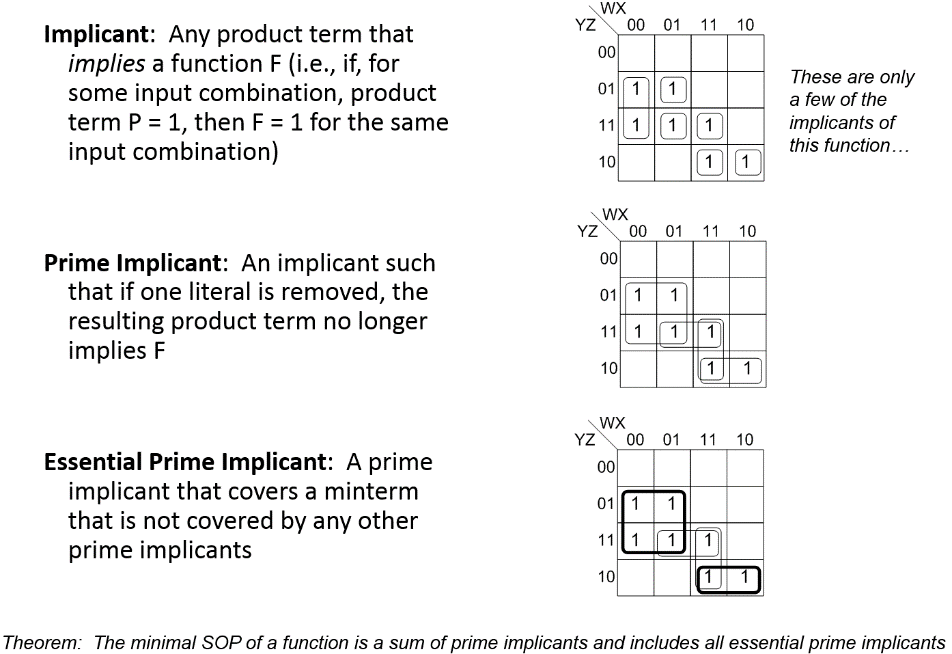 Implicant: Any product term that
implies a function F (i.e., if, for
some input combination, product
term P = 1, then F = 1 for the same
input combination)
WX
YZ 00 01 11 10
00
01 1 1
11 1 1 1
10 1 1
These are only
a few of the
implicants of
this function…
Prime Implicant: An implicant such
that if one literal is removed, the
resulting product term no longer
implies F
WX
YZ 00 01 11 10
00
01 1 1
11 1 1 1
10 1 1
Essential Prime Implicant: A prime
implicant that covers a minterm
that is not covered by any other
prime implicants
WX
YZ 00 01 11 10
00
01 1 1
11 1 1 1
10 1 1
Theorem: The minimal SOP of a function is a sum of prime implicants and includes all essential prime implicants